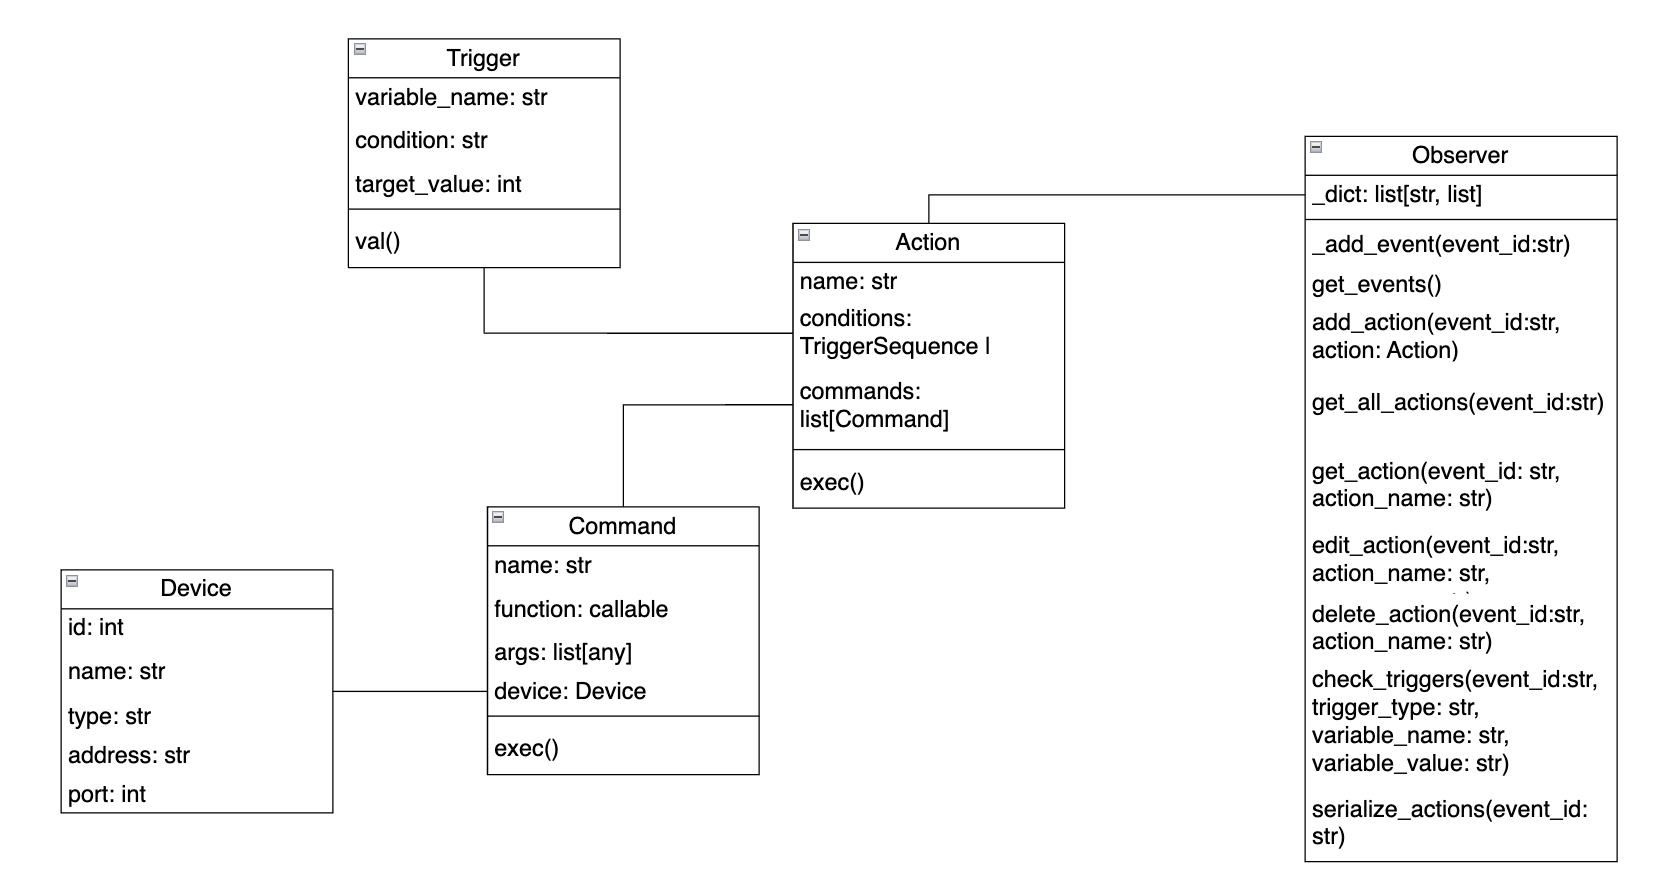 Trigger
variable_name: str
condition: str
target_value: int
val()
Action
name: str
conditions:
TriggerSequence |
commands:
list[Command]
exec()
Command
name: str
function: callable
args: list[any]
device: Device
exec()
Device
id: int
name: str
type: str
address: str
port: int
Observer
_dict: list[str, list]
_add_event(event_id:str)
get_events()
add_action(event_id:str,
action: Action)
get_all_actions(event_id:str)
get_action(event_id: str,
action_name: str)
edit_action(event_id:str,
action_name: str,
delete_action(event_id:str,
action_name: str)
check_triggers(event_id:str,
trigger_type: str,
variable_name: str,
variable_value: str)
serialize_actions(event_id:
str)